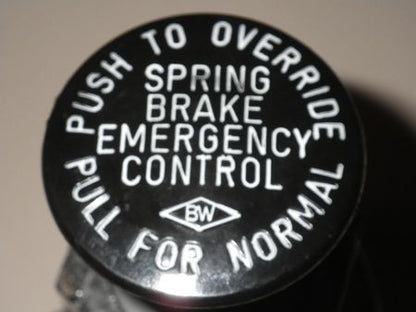 PUSH TO OVERRIDE
SPRING
BRAKE
EMERGENCY
CONTROL
BW
PULL FOR NORMAL